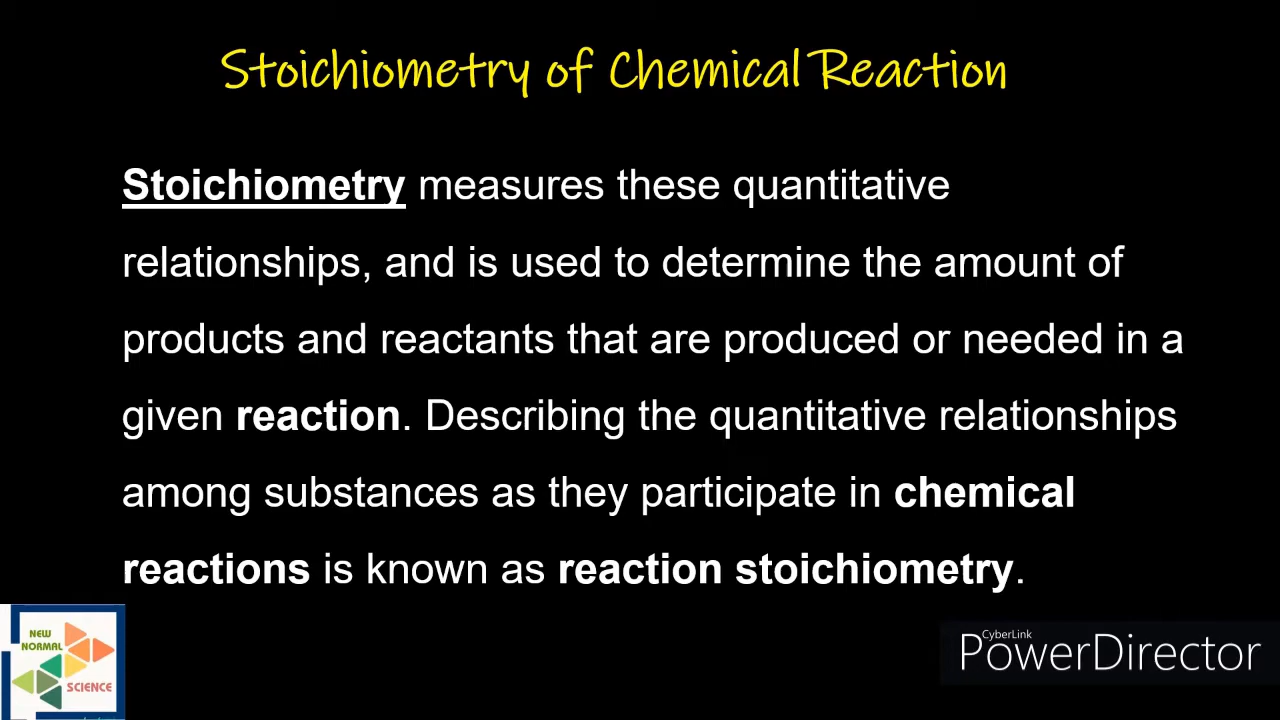 Stoichiometry of Chemical Reaction
Stoichiometry measures these quantitative
relationships, and is used to determine the amount of
products and reactants that are produced or needed in a
given reaction. Describing the quantitative relationships
among substances as they participate in chemical
reactions is known as reaction stoichiometry.
NEW
NORMAL
SCIENCE
CyberLink
PowerDirector